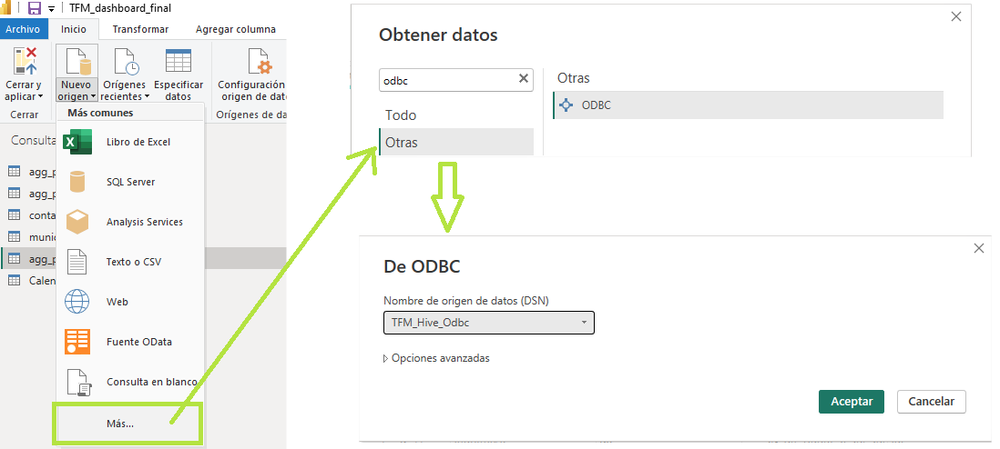 TFM_dashboard_final
Archivo
Inicio
Transformar
Agregar columna
Cerrar y
aplicar
Nuevo
origen
Orígenes
recientes
Especificar
datos
Configuración
origen de dat
Cerrar
Orígenes de da
Consulta
agg_p
agg_p
conta
munic
agg_p
Calen
Más comunes
Libro de Excel
SQL Server
Analysis Services
Texto o CSV
Web
Fuente OData
Consulta en blanco
Más...
Obtener datos
odbc
Todo
Otras
Otras
ODBC
De ODBC
Nombre de origen de datos (DSN)
TFM_Hive_Odbc
Opciones avanzadas
Aceptar
Cancelar